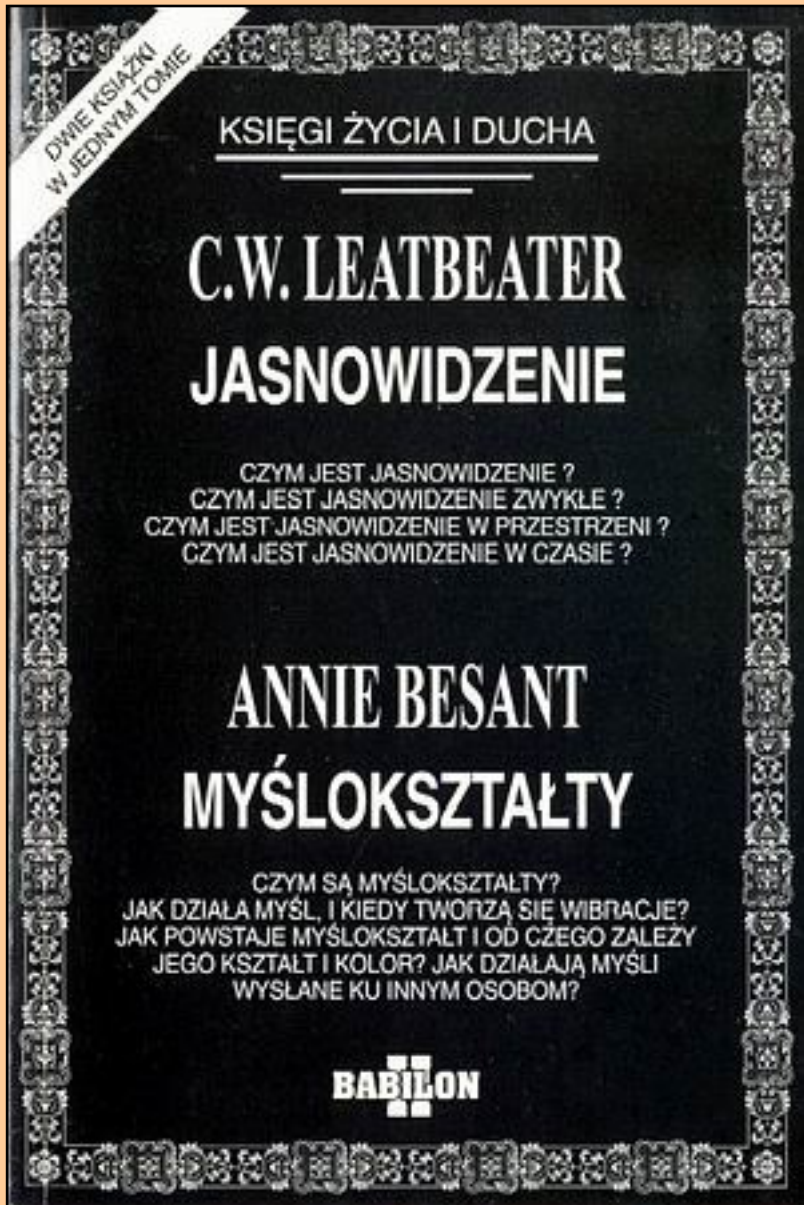 DWIE KSIĄŻKI
W JEDNYM TOMIE
KSIĘGI ŻYCIA I DUCHA
C.W. LEATBEATER
JASNOWIDZENIE
CZYM JEST JASNOWIDZENIE ?
CZYM JEST JASNOWIDZENIE ZWYKŁE ?
CZYM JEST JASNOWIDZENIE W PRZESTRZENI ?
CZYM JEST JASNOWIDZENIE W CZASIE ?
ANNIE BESANT
MYŚLOKSZTAŁTY
CZYM SĄ MYŚLOKSZTAŁTY?
JAK DZIAŁA MYŚL, I KIEDY TWORZĄ SIĘ WIBRACJE?
JAK POWSTAJE MYŚLOKSZTAŁT I OD CZEGO ZALEŻY
JEGO KSZTAŁT I KOLOR? JAK DZIAŁAJĄ MYŚLI
WYSŁANE KU INNYM OSOBOM?
BABILON